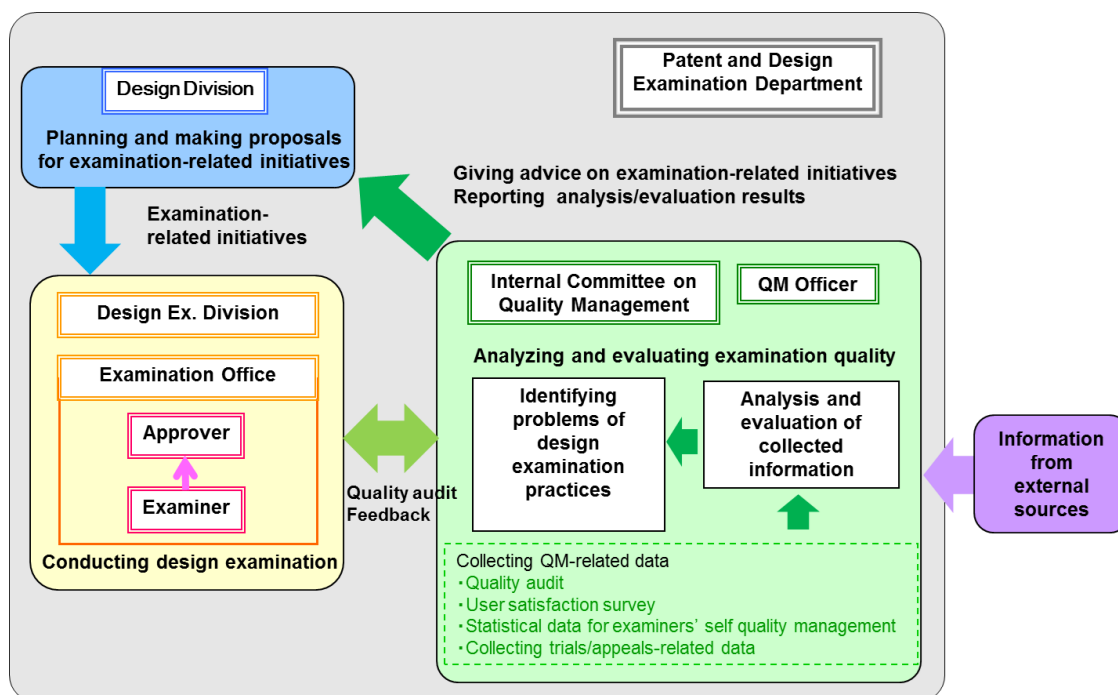 Patent and Design
Examination Department
Design Division
Planning and making proposals
for examination-related initiatives
Giving advice on examination-related initiatives
Reporting analysis/evaluation results
Examination-
related initiatives
Design Ex. Division
Examination Office
Approver
Examiner
Conducting design examination
Quality audit
Feedback
Internal Committee on
Quality Management
QM Officer
Analyzing and evaluating examination quality
Identifying
problems of
design
examination
practices
Analysis and
evaluation of
collected
information
Collecting QM-related data
・Quality audit
・User satisfaction survey
・Statistical data for examiners’ self quality management
・Collecting trials/appeals-related data
Information
from
external
sources